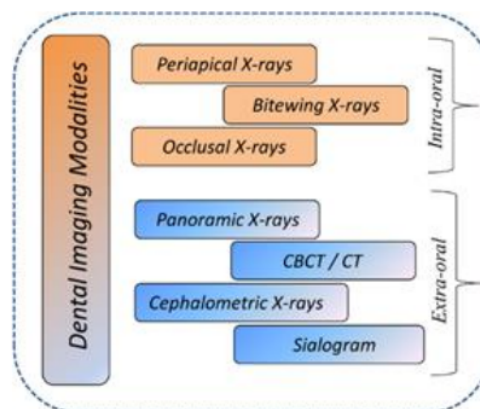 Dental Imaging Modalities
Periapical X-rays
Bitewing X-rays
Occlusal X-rays
Intra-oral
Panoramic X-rays
CBCT / CT
Cephalometric X-rays
Sialogram
Extra-oral